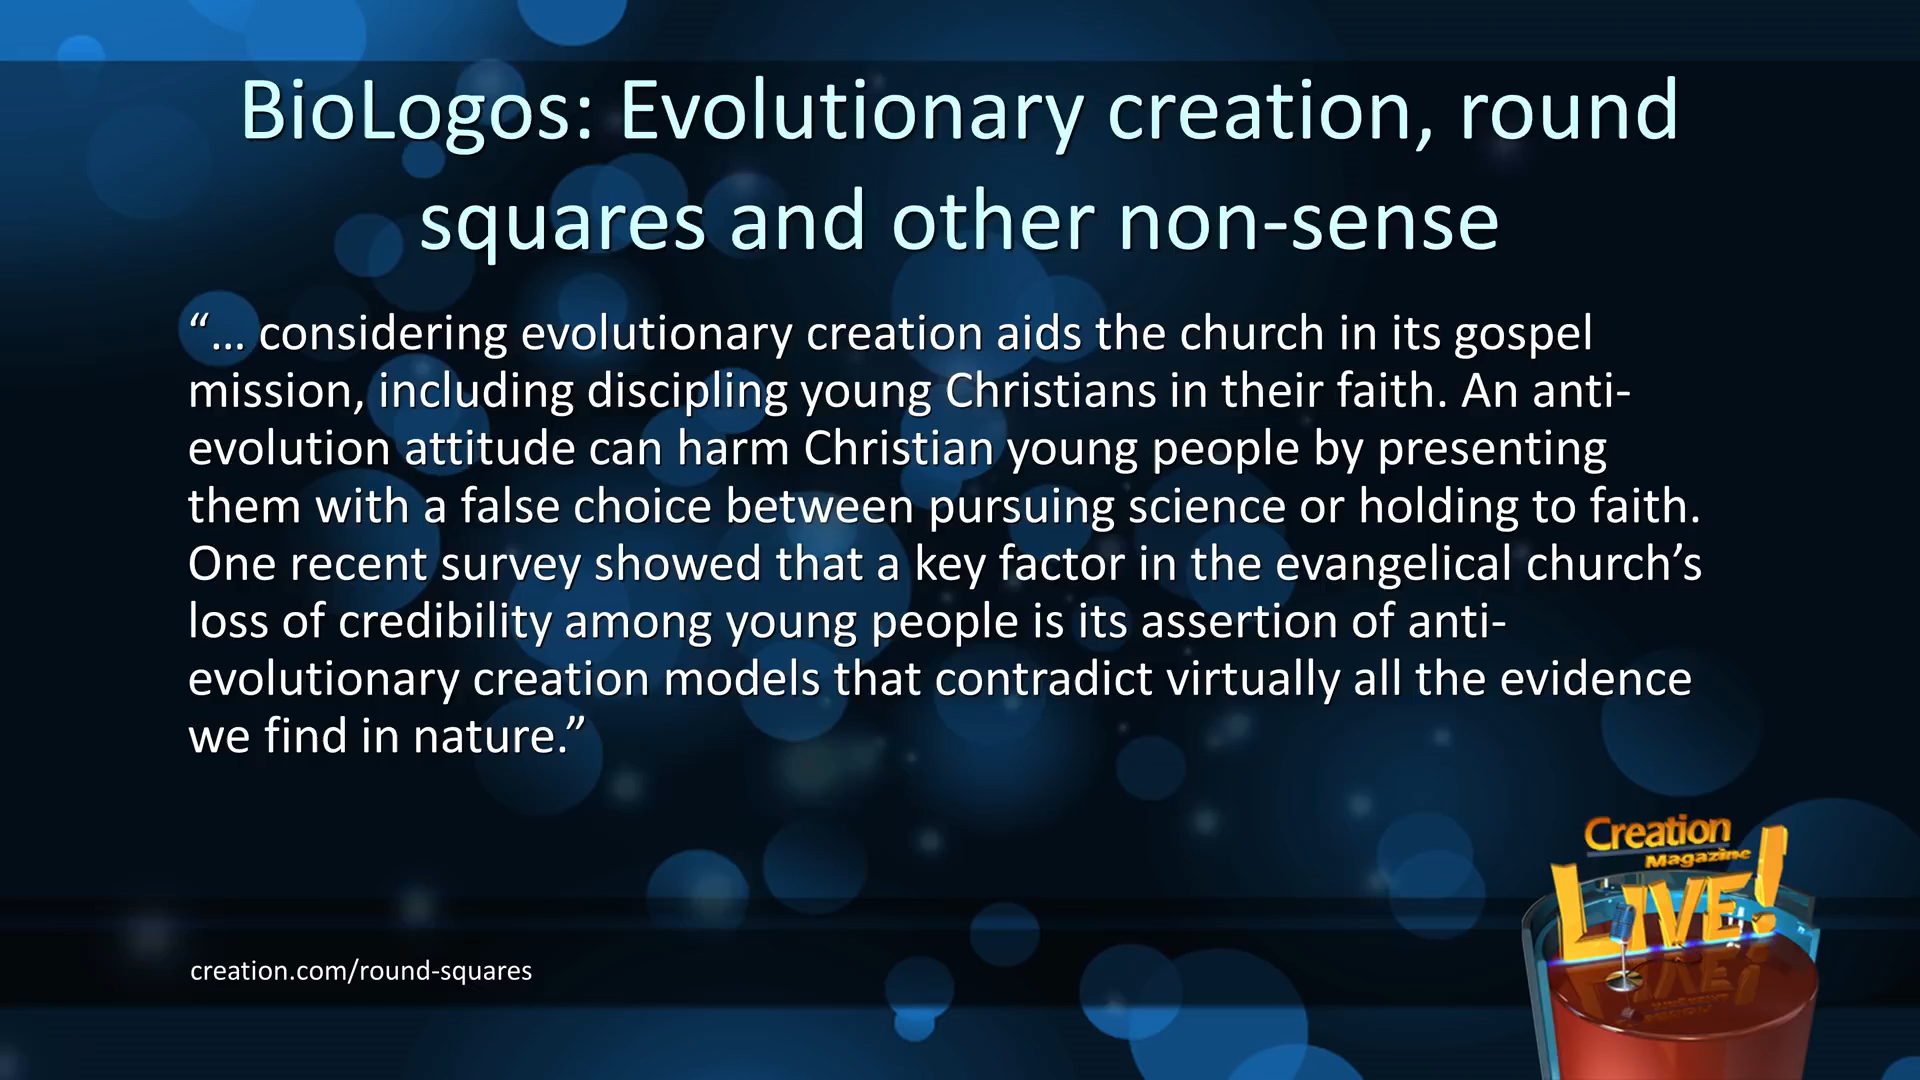 BioLogos: Evolutionary creation, round
squares and other non-sense
“… considering evolutionary creation aids the church in its gospel
mission, including discipling young Christians in their faith. An anti-
evolution attitude can harm Christian young people by presenting
them with a false choice between pursuing science or holding to faith.
One recent survey showed that a key factor in the evangelical church’s
loss of credibility among young people is its assertion of anti-
evolutionary creation models that contradict virtually all the evidence
we find in nature.”
Creation
Magazine
LIVE!
creation.com/round-squares